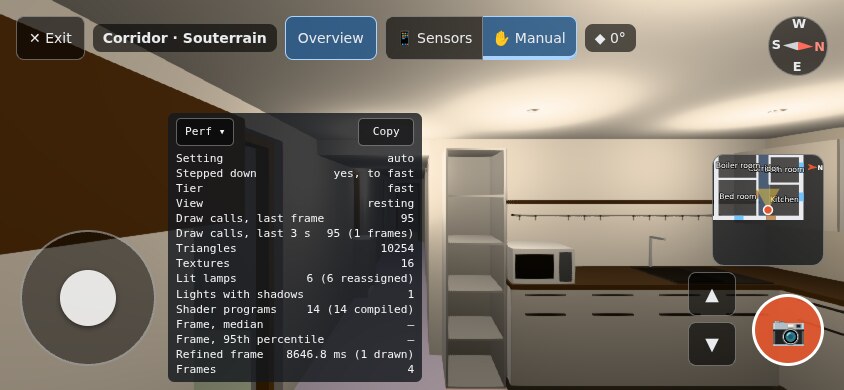 ✕ Exit
Corridor · Souterrain
Overview
📱 Sensors
✋ Manual
◆ 0°
W
S
N
E
Perf ▾
Copy
Setting auto
Stepped down yes, to fast
Tier fast
View resting
Draw calls, last frame 95
Draw calls, last 3 s 95 (1 frames)
Triangles 10254
Textures 16
Lit lamps 6 (6 reassigned)
Lights with shadows 1
Shader programs 14 (14 compiled)
Frame, median —
Frame, 95th percentile —
Refined frame 8646.8 ms (1 drawn)
Frames 4
Boiler room
N
Bed room
Kitchen
▲
▼